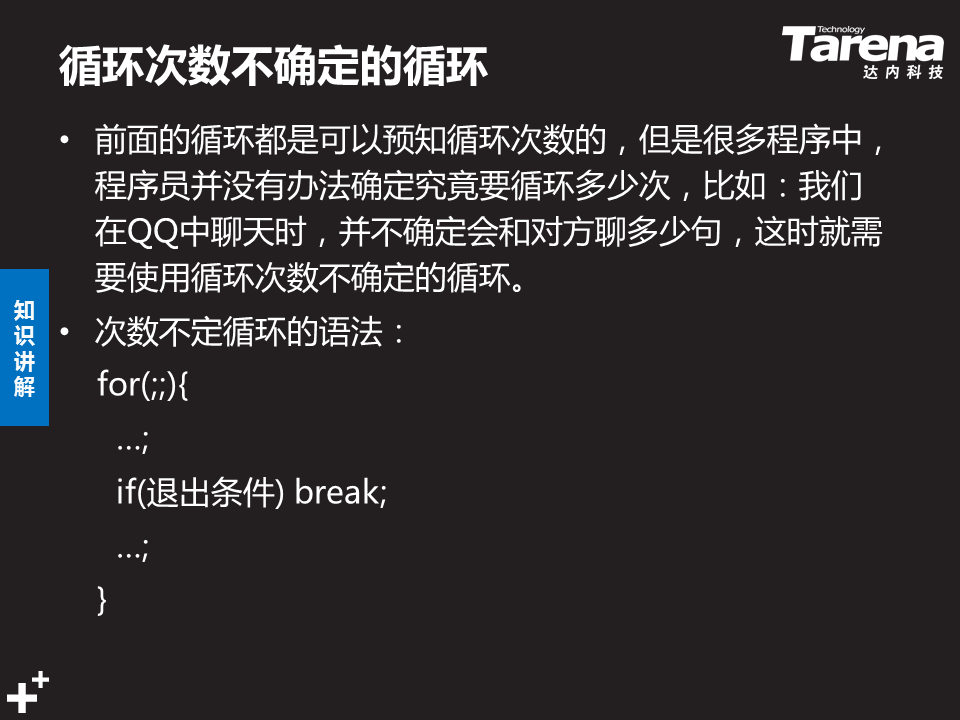 循环次数不确定的循环
Technology
Tarena
达内科技
• 前面的循环都是可以预知循环次数的，但是很多程序中，
程序员并没有办法确定究竟要循环多少次，比如：我们
在QQ中聊天时，并不确定会和对方聊多少句，这时就需
要使用循环次数不确定的循环。
知
识
讲
解
• 次数不定循环的语法：
for(;;){
…;
if(退出条件) break;
…;
}